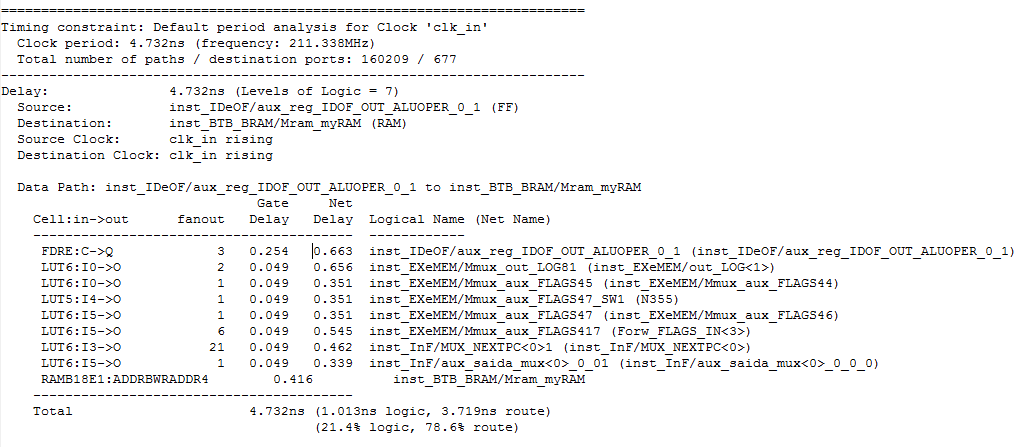 =========================================================================
Timing constraint: Default period analysis for Clock 'clk_in'
  Clock period: 4.732ns (frequency: 211.338MHz)
  Total number of paths / destination ports: 160209 / 677
-------------------------------------------------------------------------
Delay:               4.732ns (Levels of Logic = 7)
  Source:            inst_IDeOF/aux_reg_IDOF_OUT_ALUOPER_0_1 (FF)
  Destination:       inst_BTB_BRAM/Mram_myRAM (RAM)
  Source Clock:      clk_in rising
  Destination Clock: clk_in rising

  Data Path: inst_IDeOF/aux_reg_IDOF_OUT_ALUOPER_0_1 to inst_BTB_BRAM/Mram_myRAM
                                Gate     Net
    Cell:in->out      fanout   Delay   Delay  Logical Name (Net Name)
    ----------------------------------------  ------------
     FDRE:C->Q             3   0.254   0.663  inst_IDeOF/aux_reg_IDOF_OUT_ALUOPER_0_1 (inst_IDeOF/aux_reg_IDOF_OUT_ALUOPER_0_1)
     LUT6:I0->O            2   0.049   0.656  inst_EXeMEM/Mmux_out_LOG81 (inst_EXeMEM/out_LOG<1>)
     LUT6:I0->O            1   0.049   0.351  inst_EXeMEM/Mmux_aux_FLAGS45 (inst_EXeMEM/Mmux_aux_FLAGS44)
     LUT5:I4->O            1   0.049   0.351  inst_EXeMEM/Mmux_aux_FLAGS47_SW1 (N355)
     LUT6:I5->O            1   0.049   0.351  inst_EXeMEM/Mmux_aux_FLAGS47 (inst_EXeMEM/Mmux_aux_FLAGS46)
     LUT6:I5->O            6   0.049   0.545  inst_EXeMEM/Mmux_aux_FLAGS417 (Forw_FLAGS_IN<3>)
     LUT6:I3->O           21   0.049   0.462  inst_InF/MUX_NEXTPC<0>1 (inst_InF/MUX_NEXTPC<0>)
     LUT6:I5->O            1   0.049   0.339  inst_InF/aux_saida_mux<0>_0_01 (inst_InF/aux_saida_mux<0>_0_0_0)
     RAMB18E1:ADDRBWRADDR4        0.416          inst_BTB_BRAM/Mram_myRAM
    ----------------------------------------
    Total                      4.732ns (1.013ns logic, 3.719ns route)
                                       (21.4% logic, 78.6% route)